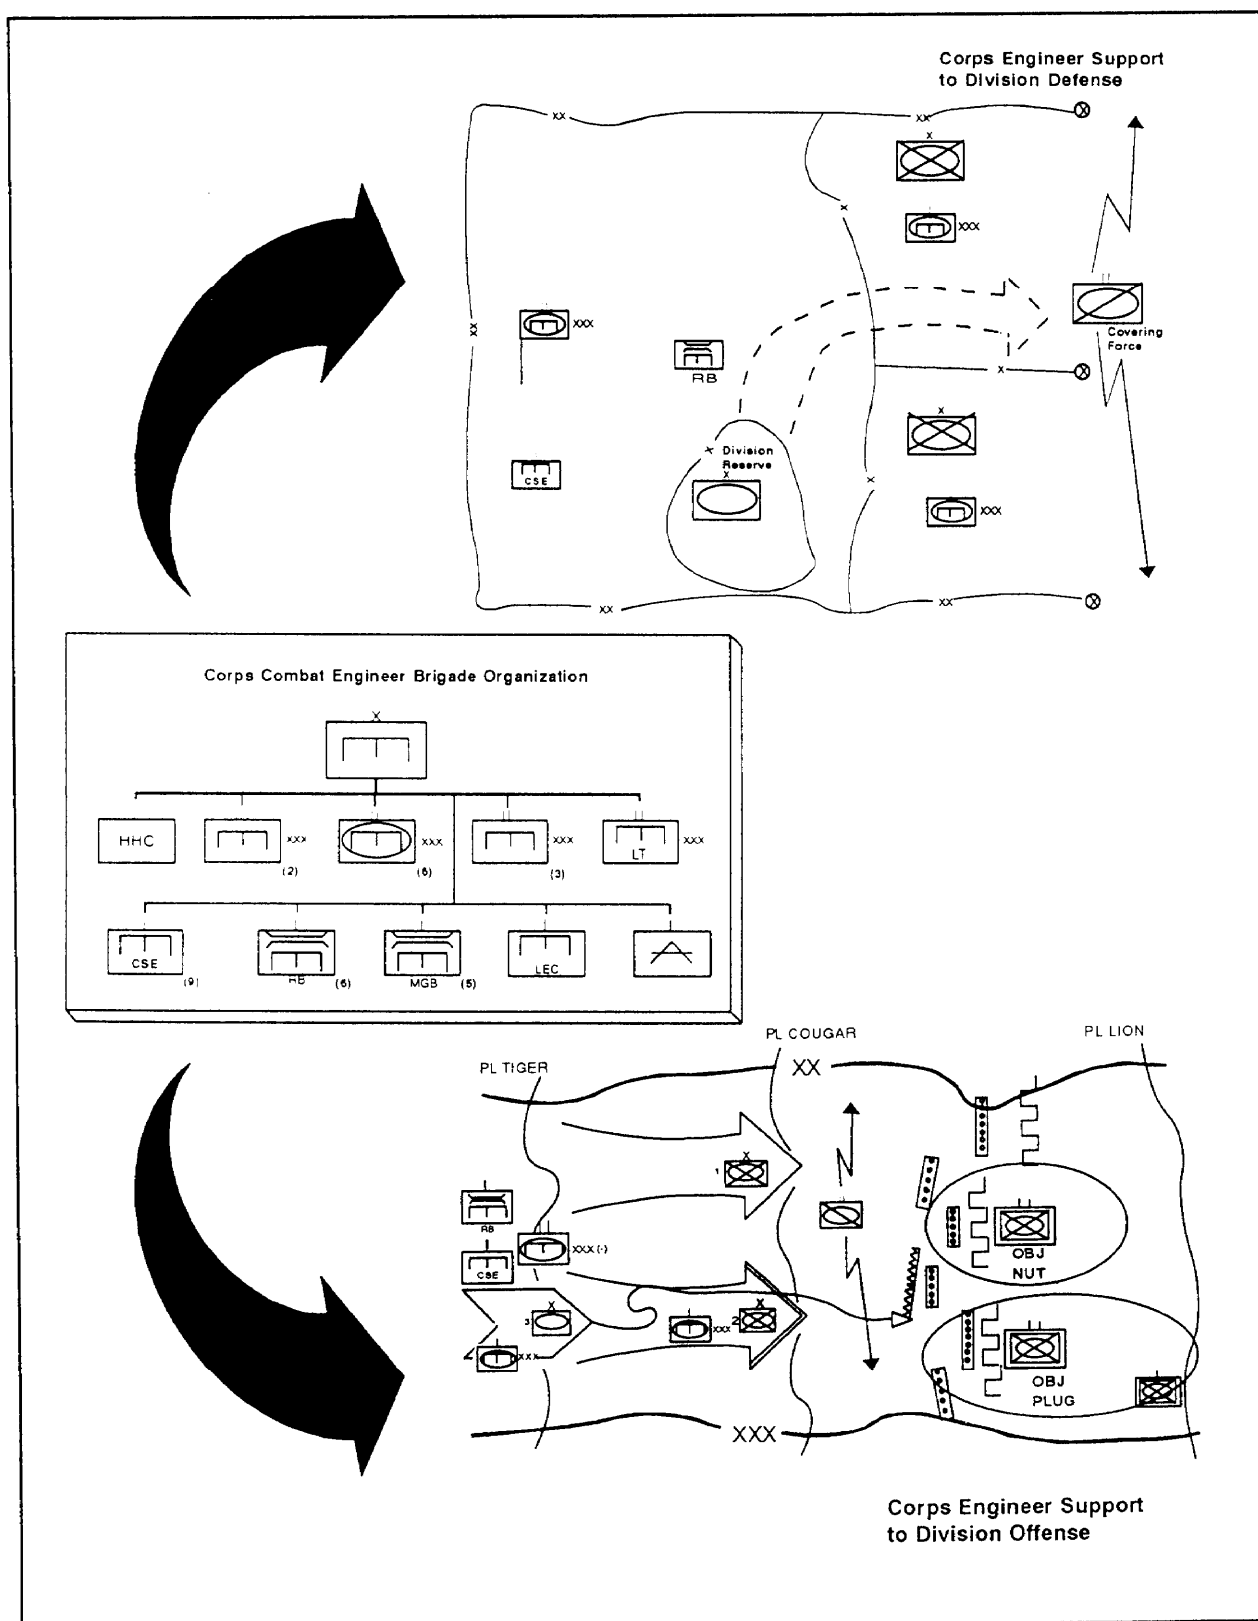 Corps Engineer Support
to Division Defense
XX
XX
X
XXX
X
XX
XXX
Covering
Force
RB
X
X
X Division
Reserve
X
X
CSE
XXX
XX
XX
Corps Combat Engineer Brigade Organization
X
HHC
XXX
(2)
XXX
(6)
XXX
(3)
LT
XXX
CSE
(9)
RB
(6)
MGB
(5)
LEC
PL TIGER
PL COUGAR
PL LION
XX
X
1
RB
XXX (-)
CSE
OBJ
NUT
X
3
XXX
XXX
X
2
OBJ
PLUG
XXX
Corps Engineer Support
to Division Offense